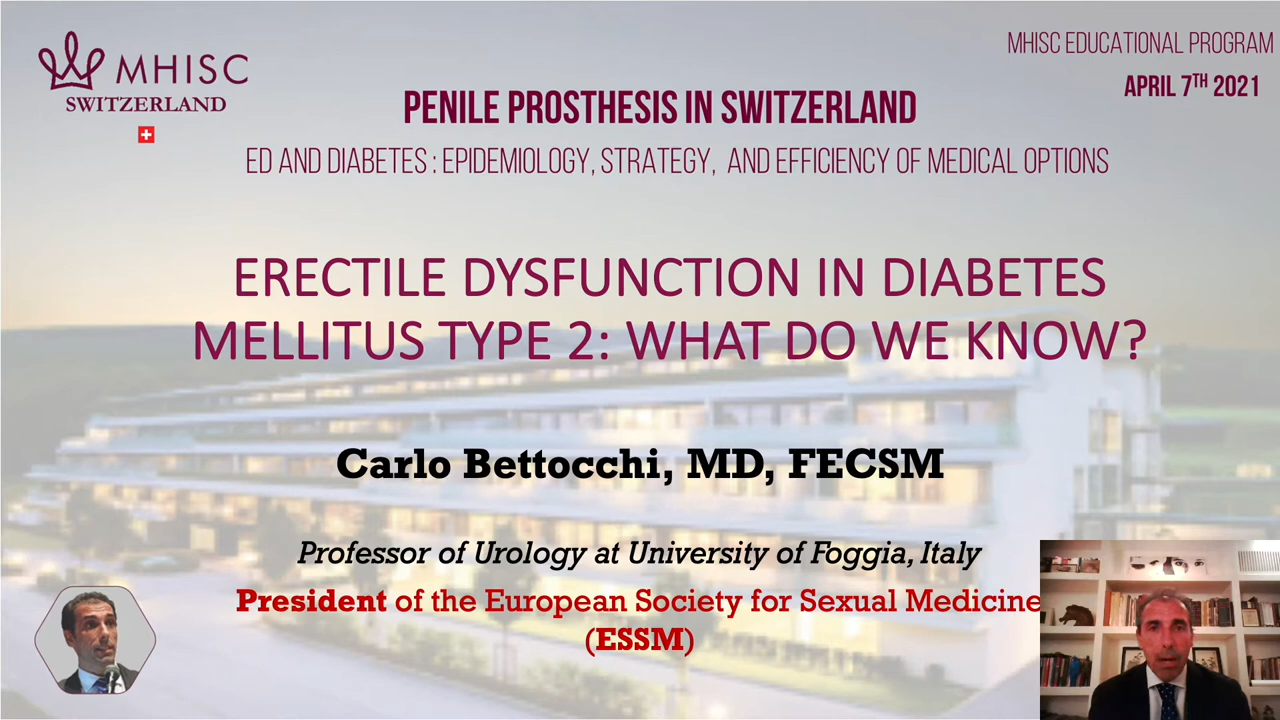 MHISC
SWITZERLAND
MHISC EDUCATIONAL PROGRAM
APRIL 7TH 2021
PENILE PROSTHESIS IN SWITZERLAND
ED AND DIABETES : EPIDEMIOLOGY, STRATEGY, AND EFFICIENCY OF MEDICAL OPTIONS
ERECTILE DYSFUNCTION IN DIABETES
MELLITUS TYPE 2: WHAT DO WE KNOW?
Carlo Bettocchi, MD, FECSM
Professor of Urology at University of Foggia, Italy
President of the European Society for Sexual Medicine
(ESSM)